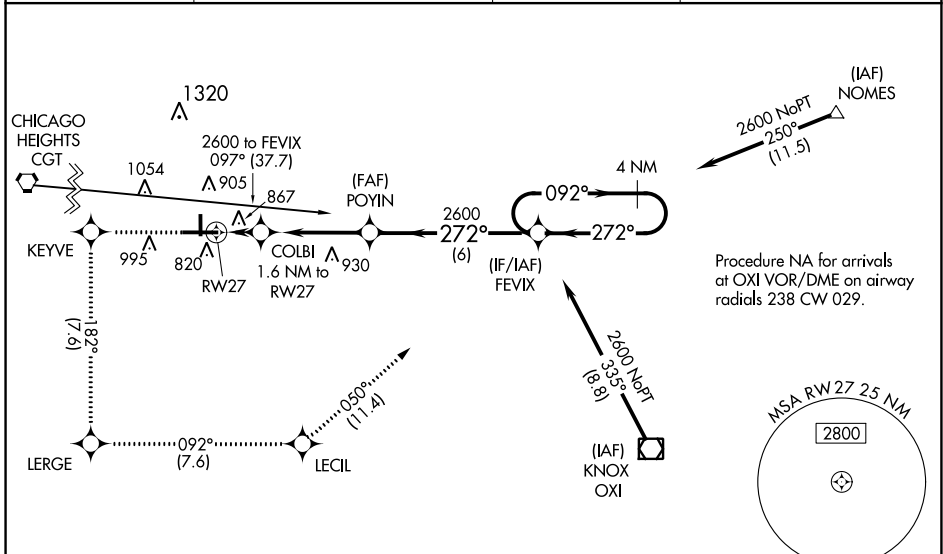 1320
CHICAGO
HEIGHTS
CGT
2600 to FEVIX
097° (37.7)
1054
905
867
(FAF)
POYIN
4 NM
092°
2600 NoPT
250°
(11.5)
(IAF)
NOMES
KEYVE
995
820
RW27
COLBI
1.6 NM to
RW27
930
2600
272°
(6)
(IF/IAF)
FEVIX
272°
Procedure NA for arrivals
at OXI VOR/DME on airway
radials 238 CW 029.
182°
(7.6)
050°
(11.4)
2600 NoPT
335°
(8.8)
LERGE
092°
(7.6)
LECIL
(IAF)
KNOX
OXI
MSA RW27 25 NM
2800